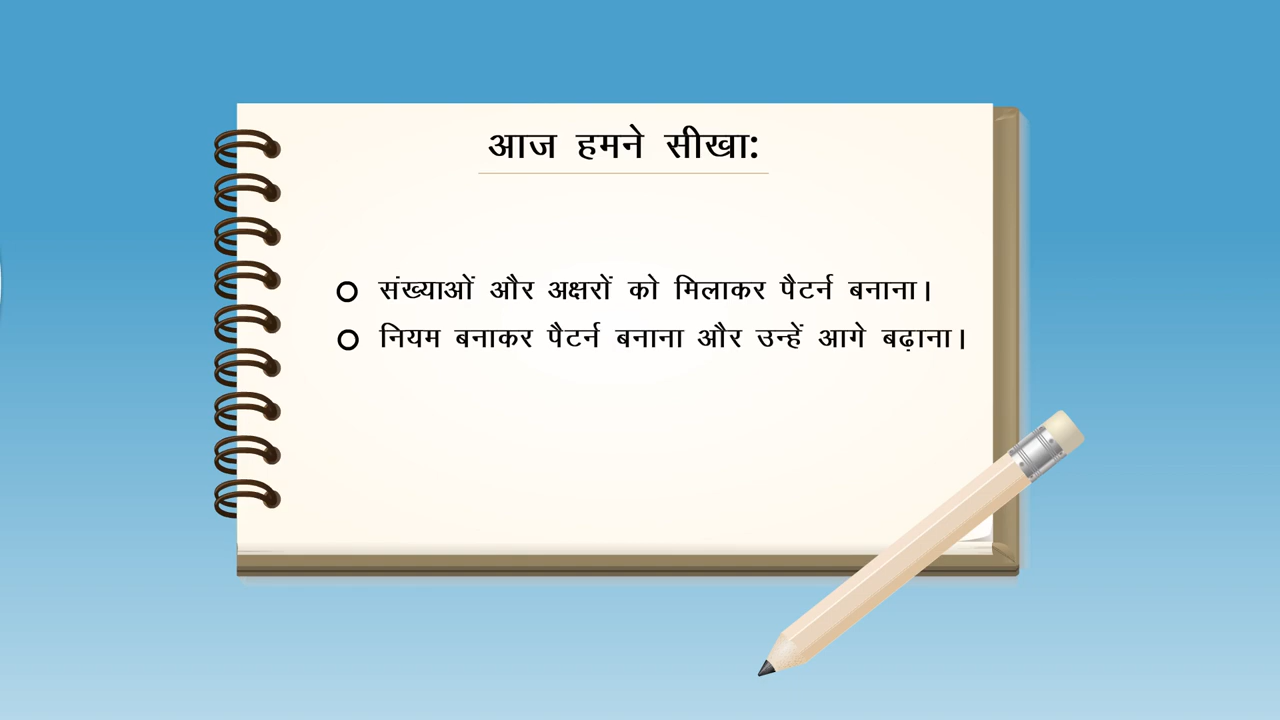 आज हमने सीखा:
संख्याओं और अक्षरों को मिलाकर पैटर्न बनाना।
नियम बनाकर पैटर्न बनाना और उन्हें आगे बढ़ाना।